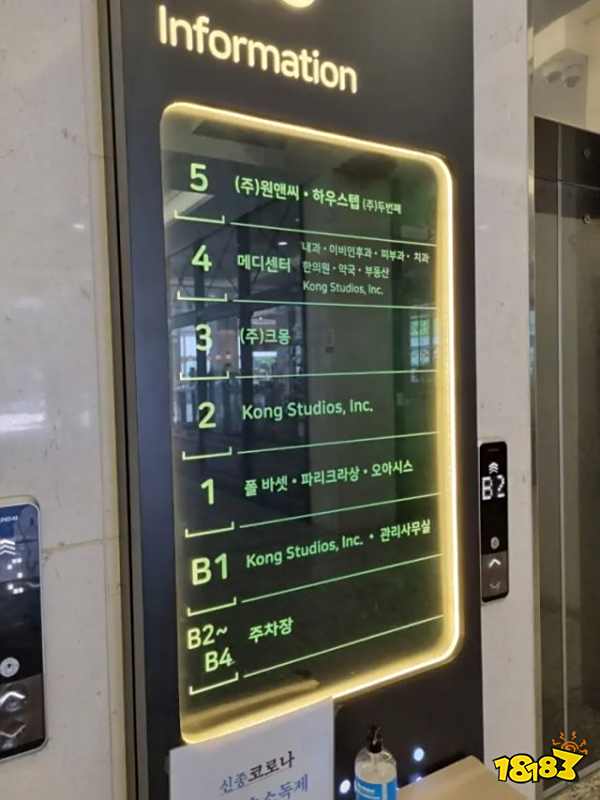 Information
5 (주)원앤씨 · 하우스텝 (주)두번째
4 메디센터 내과 · 이비인후과 · 피부과 · 치과
한의원 · 약국 · 부동산
Kong Studios, Inc.
3 (주)크몽
2 Kong Studios, Inc.
1 폴 바셋 · 파리크라상 · 오아시스
B1 Kong Studios, Inc. · 관리사무실
B2~
B4 주차장
B2
신종코로나
손소독제
18183